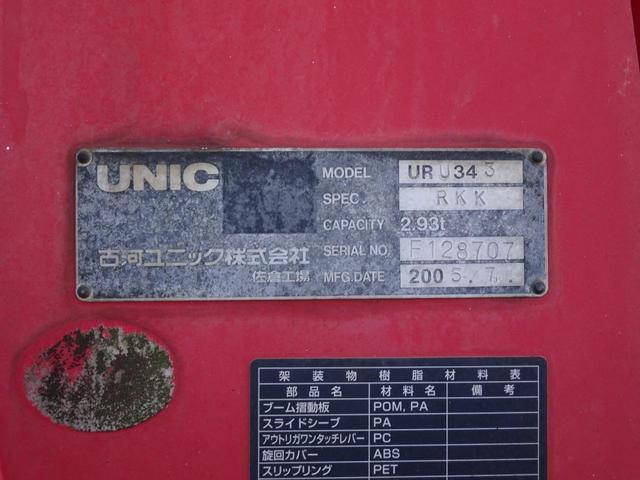 UNIC
MODEL URU343
SPEC. RKK
CAPACITY 2.93t
古河ユニック株式会社
SERIAL NO. F128707
佐倉工場
MFG.DATE 2005.7.
架装物樹脂材料表
部品名 材料名 備考
ブーム摺動板 POM, PA
スライドシーブ PA
アウトリガワンタッチレバー PC
旋回カバー ABS
スリップリング PET